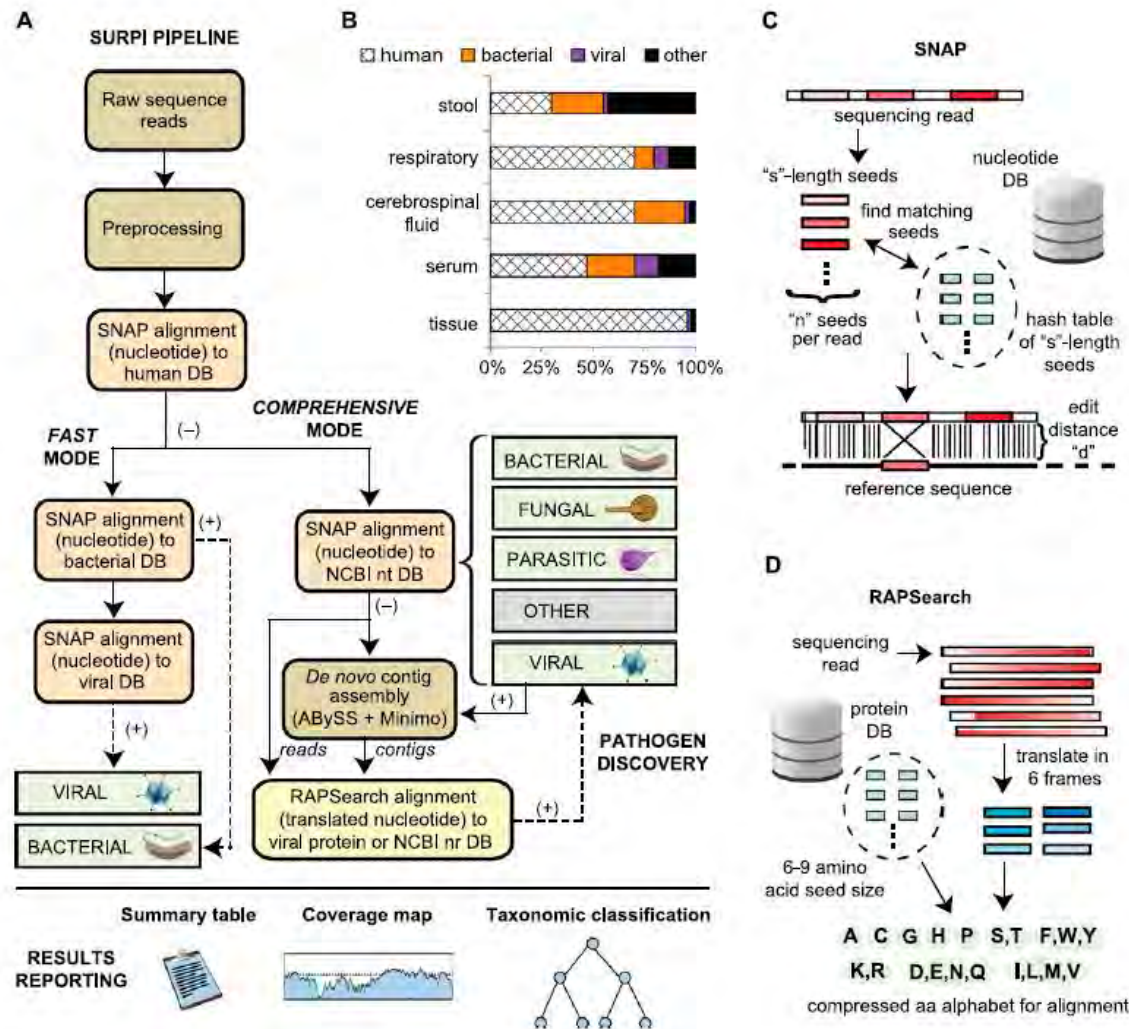 A
SURPI PIPELINE
Raw sequence
reads
Preprocessing
SNAP alignment
(nucleotide) to
human DB
(–)
FAST
MODE
COMPREHENSIVE
MODE
SNAP alignment
(nucleotide) to
bacterial DB
(+)
SNAP alignment
(nucleotide) to
viral DB
(+)
VIRAL
BACTERIAL
SNAP alignment
(nucleotide) to
NCBI nt DB
(–)
De novo contig
assembly
(ABySS + Minimo)
reads
contigs
RAPSearch alignment
(translated nucleotide) to
viral protein or NCBI nr DB
(+)
BACTERIAL
FUNGAL
PARASITIC
OTHER
VIRAL
(+)
PATHOGEN
DISCOVERY
RESULTS
REPORTING
Summary table
Coverage map
Taxonomic classification
B
human bacterial viral other
stool
respiratory
cerebrospinal
fluid
serum
tissue
0% 25% 50% 75% 100%
C
SNAP
sequencing read
"s"-length seeds
find matching
seeds
nucleotide
DB
"n" seeds
per read
hash table
of "s"-length
seeds
edit
distance
"d"
reference sequence
D
RAPSearch
sequencing
read
protein
DB
translate in
6 frames
6–9 amino
acid seed size
A C G H P S,T F,W,Y
K,R D,E,N,Q I,L,M,V
compressed aa alphabet for alignment